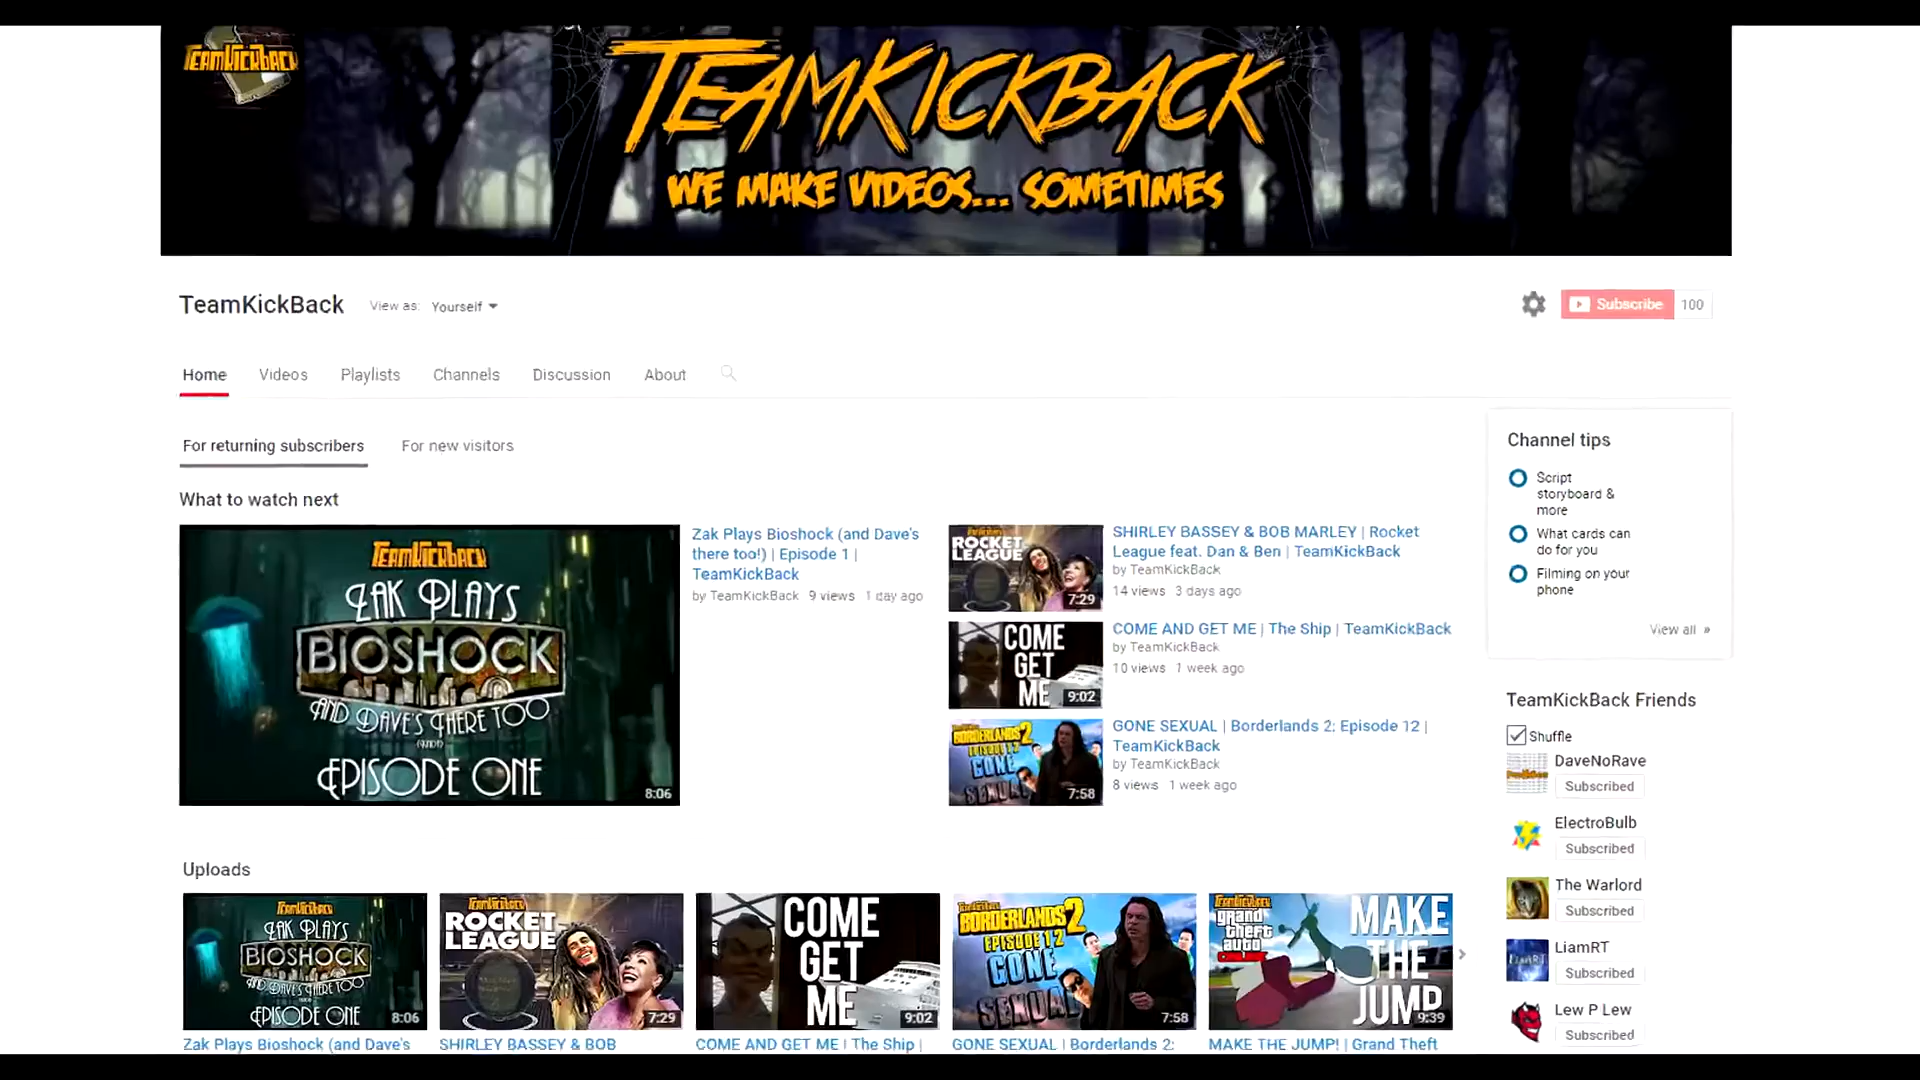 TEAMKICKBACK
TEAMKICKBACK
WE MAKE VIDEOS... SOMETIMES
TeamKickBack View as: Yourself
Subscribe 100
Home Videos Playlists Channels Discussion About
For returning subscribers For new visitors
What to watch next
TEAMKICKBACK
ZAK PLAYS
BIOSHOCK
AND DAVE'S THERE TOO
EPISODE ONE
8:06
Zak Plays Bioshock (and Dave's
there too!) | Episode 1 |
TeamKickBack
by TeamKickBack 9 views 1 day ago
ROCKET
LEAGUE
7:29
SHIRLEY BASSEY & BOB MARLEY | Rocket
League feat. Dan & Ben | TeamKickBack
by TeamKickBack
14 views 3 days ago
COME
GET
ME
9:02
COME AND GET ME | The Ship | TeamKickBack
by TeamKickBack
10 views 1 week ago
BORDERLANDS 2
EPISODE 12
GONE
SEXUAL
7:58
GONE SEXUAL | Borderlands 2: Episode 12 |
TeamKickBack
by TeamKickBack
8 views 1 week ago
Channel tips
Script
storyboard &
more
What cards can
do for you
Filming on your
phone
View all »
TeamKickBack Friends
Shuffle
DaveNoRave
Subscribed
ElectroBulb
Subscribed
The Warlord
Subscribed
LiamRT
Subscribed
Lew P Lew
Subscribed
Uploads
TEAMKICKBACK
ZAK PLAYS
BIOSHOCK
AND DAVE'S THERE TOO
EPISODE ONE
8:06
Zak Plays Bioshock (and Dave's
TEAMKICKBACK
ROCKET
LEAGUE
7:29
SHIRLEY BASSEY & BOB
COME
GET
ME
9:02
COME AND GET ME | The Ship |
BORDERLANDS 2
EPISODE 12
GONE
SEXUAL
7:58
GONE SEXUAL | Borderlands 2:
TEAMKICKBACK
grand
theft
auto
ONLINE
MAKE
THE
JUMP
9:39
MAKE THE JUMP! | Grand Theft